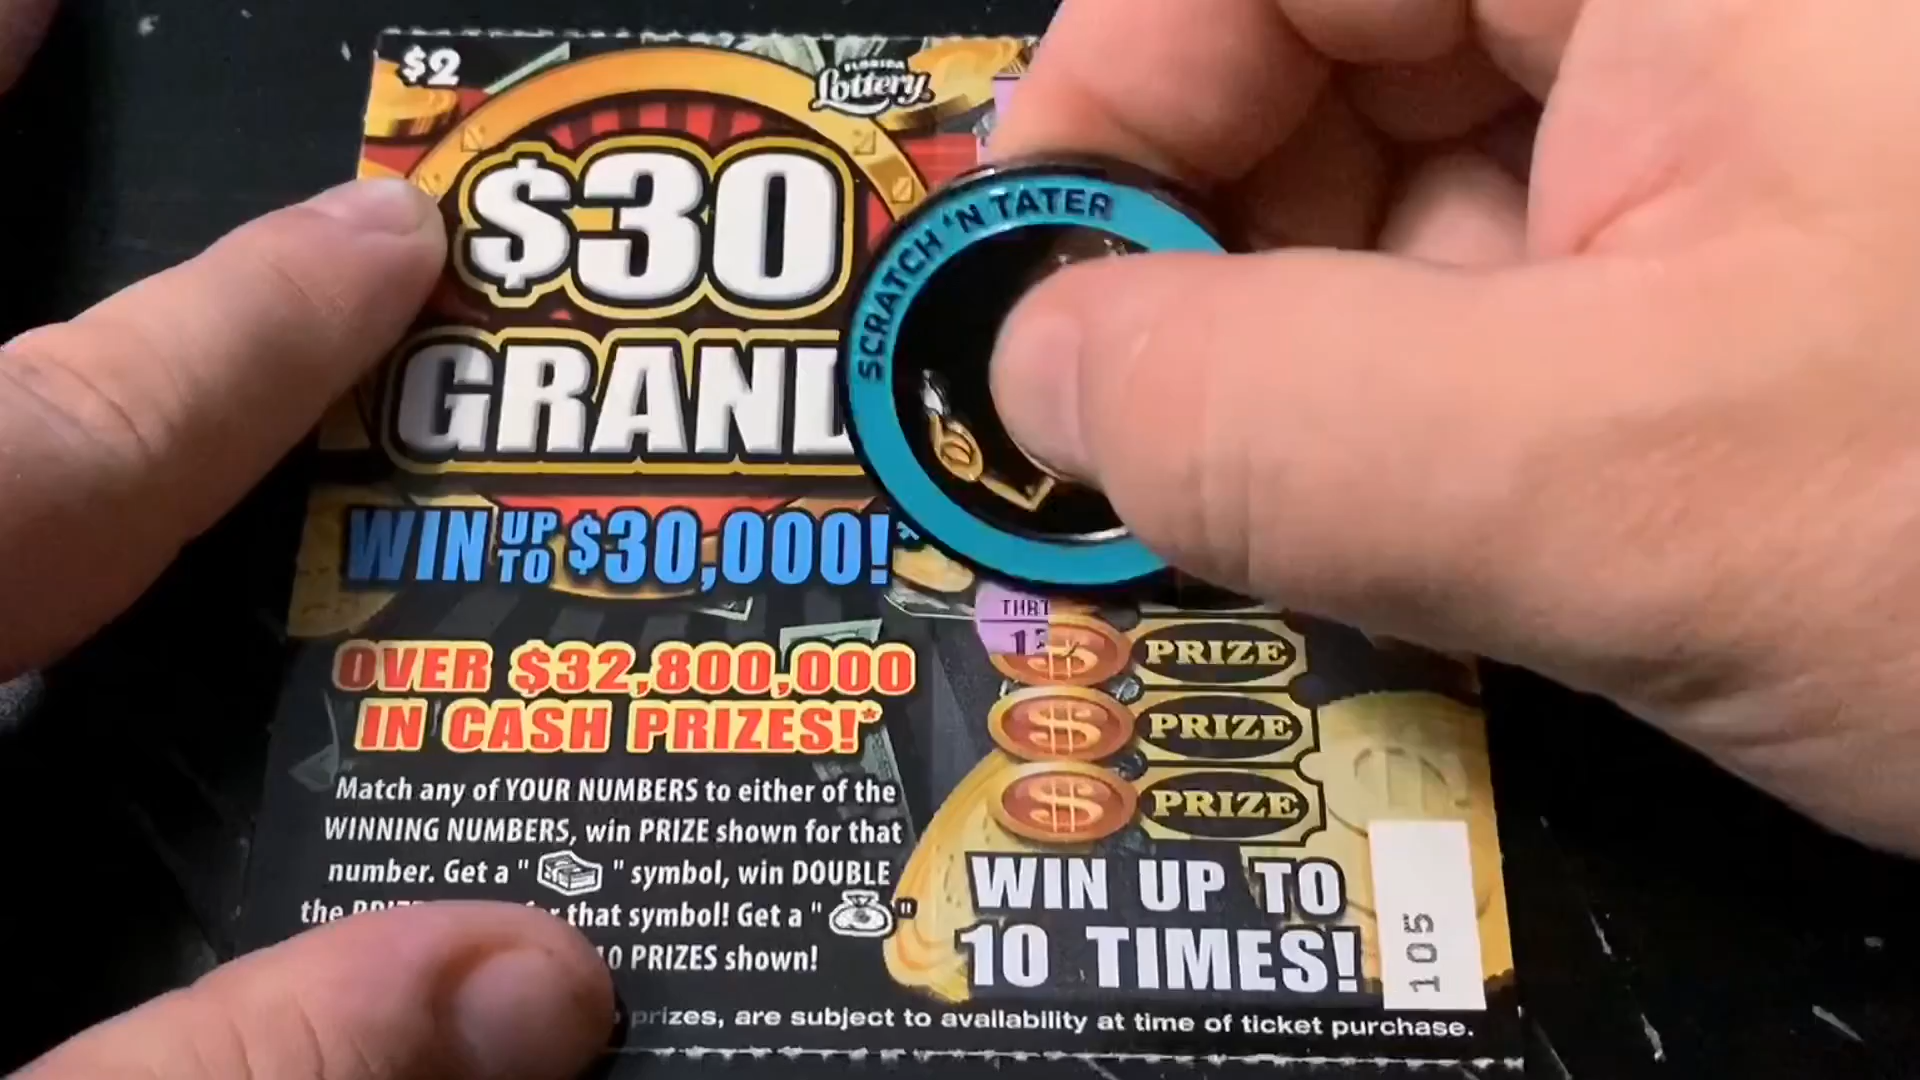 $2
FLORIDA
Lottery
$30
GRAND
SCRATCH 'N TATER
WIN UP TO $30,000!*
OVER $32,800,000
IN CASH PRIZES!*
THRT
PRIZE
PRIZE
PRIZE
Match any of YOUR NUMBERS to either of the
WINNING NUMBERS, win PRIZE shown for that
number. Get a " " symbol, win DOUBLE
the that symbol! Get a " "
10 PRIZES shown!
WIN UP TO
10 TIMES!
105
prizes, are subject to availability at time of ticket purchase.